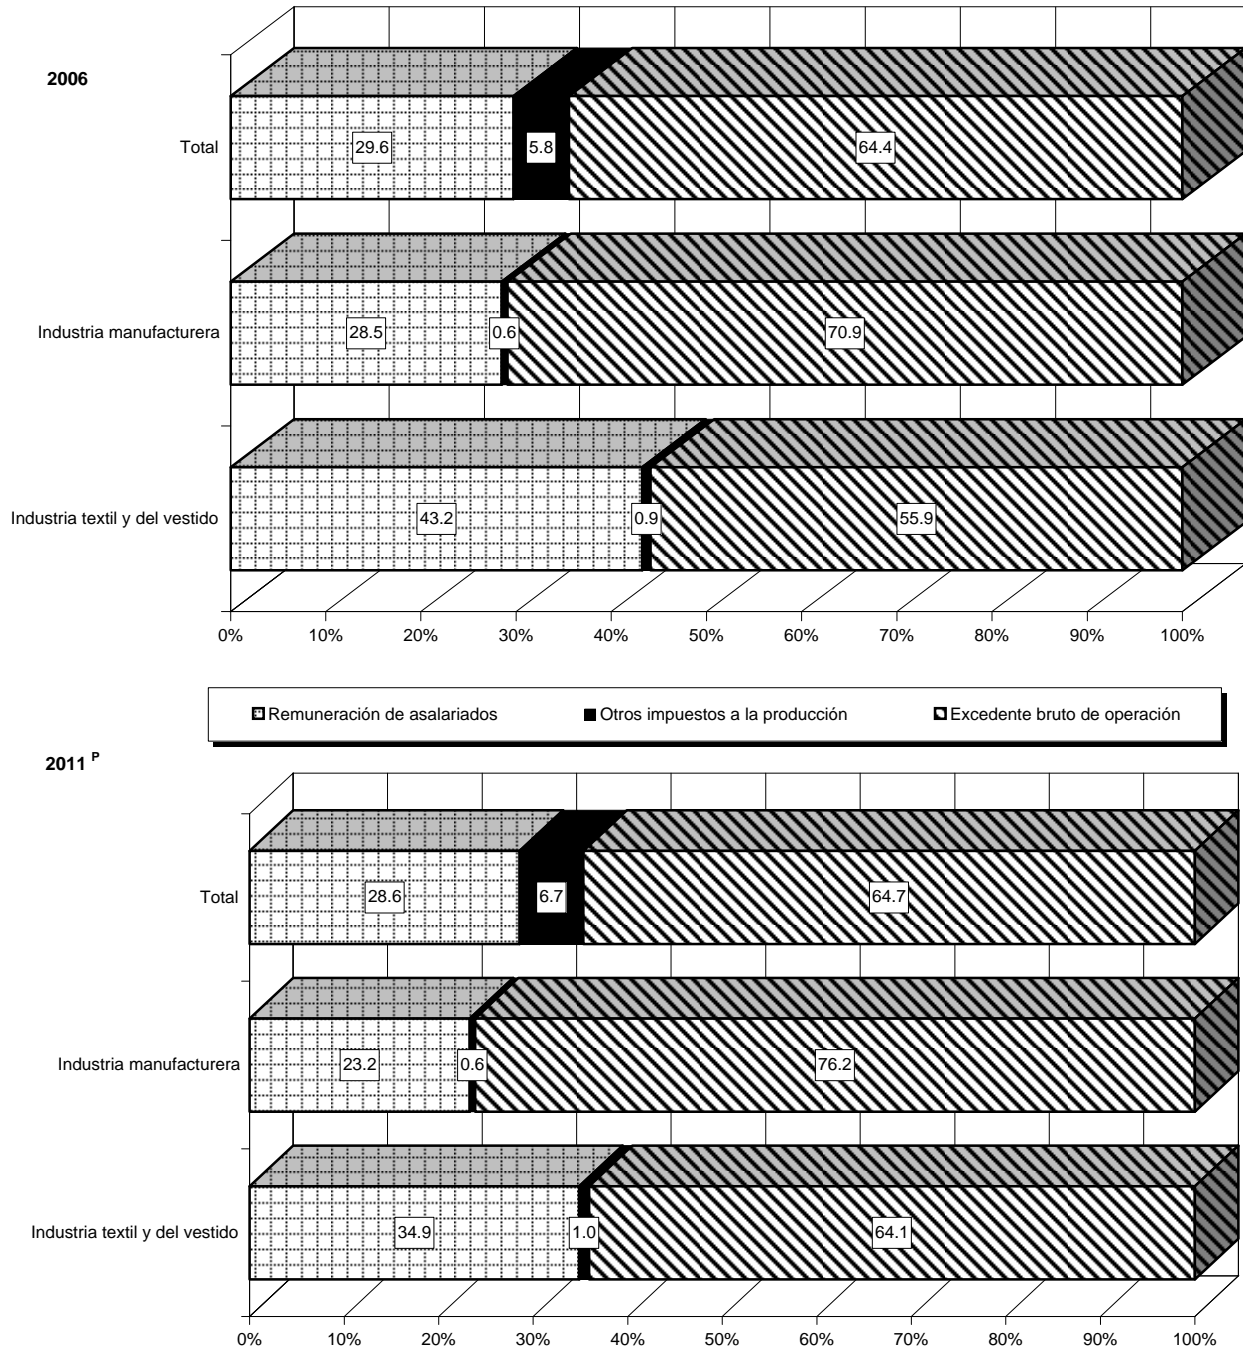 2006
Total
29.6
5.8
64.4
Industria manufacturera
28.5
0.6
70.9
Industria textil y del vestido
43.2
0.9
55.9
0% 10% 20% 30% 40% 50% 60% 70% 80% 90% 100%
Remuneración de asalariados Otros impuestos a la producción Excedente bruto de operación
2011 P
Total
28.6
6.7
64.7
Industria manufacturera
23.2
0.6
76.2
Industria textil y del vestido
34.9
1.0
64.1
0% 10% 20% 30% 40% 50% 60% 70% 80% 90% 100%